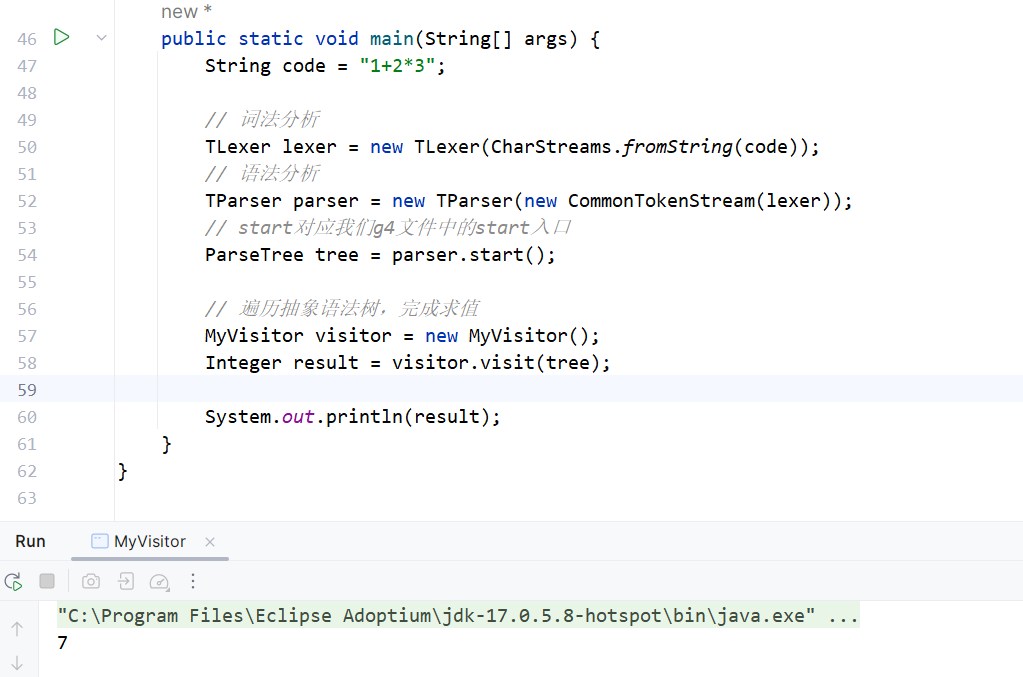 new *
46 public static void main(String[] args) {
47 String code = "1+2*3";
48
49 // 词法分析
50 TLexer lexer = new TLexer(CharStreams.fromString(code));
51 // 语法分析
52 TParser parser = new TParser(new CommonTokenStream(lexer));
53 // start对应我们g4文件中的start入口
54 ParseTree tree = parser.start();
55
56 // 遍历抽象语法树，完成求值
57 MyVisitor visitor = new MyVisitor();
58 Integer result = visitor.visit(tree);
59
60 System.out.println(result);
61 }
62 }
63
Run MyVisitor ×
"C:\Program Files\Eclipse Adoptium\jdk-17.0.5.8-hotspot\bin\java.exe" ...
7